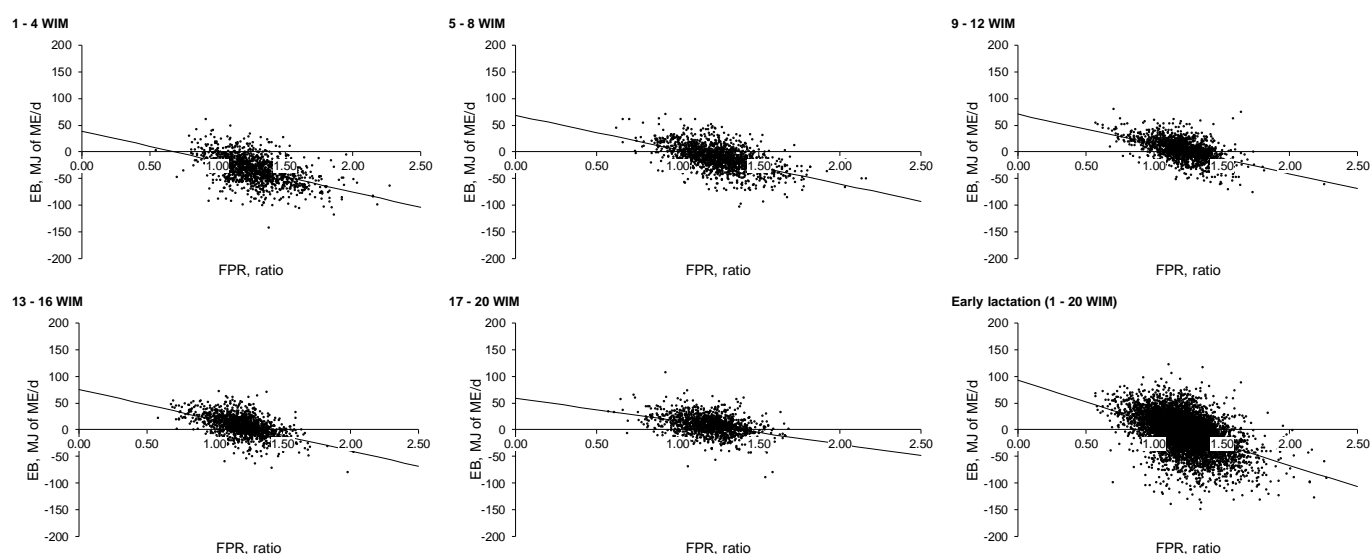 1 - 4 WIM
5 - 8 WIM
9 - 12 WIM
200
150
100
50
0
-50
-100
-150
-200
EB, MJ of ME/d
0.00 0.50 1.00 1.50 2.00 2.50
FPR, ratio
200
150
100
50
0
-50
-100
-150
-200
EB, MJ of ME/d
0.00 0.50 1.00 1.50 2.00 2.50
FPR, ratio
200
150
100
50
0
-50
-100
-150
-200
EB, MJ of ME/d
0.00 0.50 1.00 1.50 2.00 2.50
FPR, ratio
13 - 16 WIM
17 - 20 WIM
Early lactation (1 - 20 WIM)
200
150
100
50
0
-50
-100
-150
-200
EB, MJ of ME/d
0.00 0.50 1.00 1.50 2.00 2.50
FPR, ratio
200
150
100
50
0
-50
-100
-150
-200
EB, MJ of ME/d
0.00 0.50 1.00 1.50 2.00 2.50
FPR, ratio
200
150
100
50
0
-50
-100
-150
-200
EB, MJ of ME/d
0.00 0.50 1.00 1.50 2.00 2.50
FPR, ratio